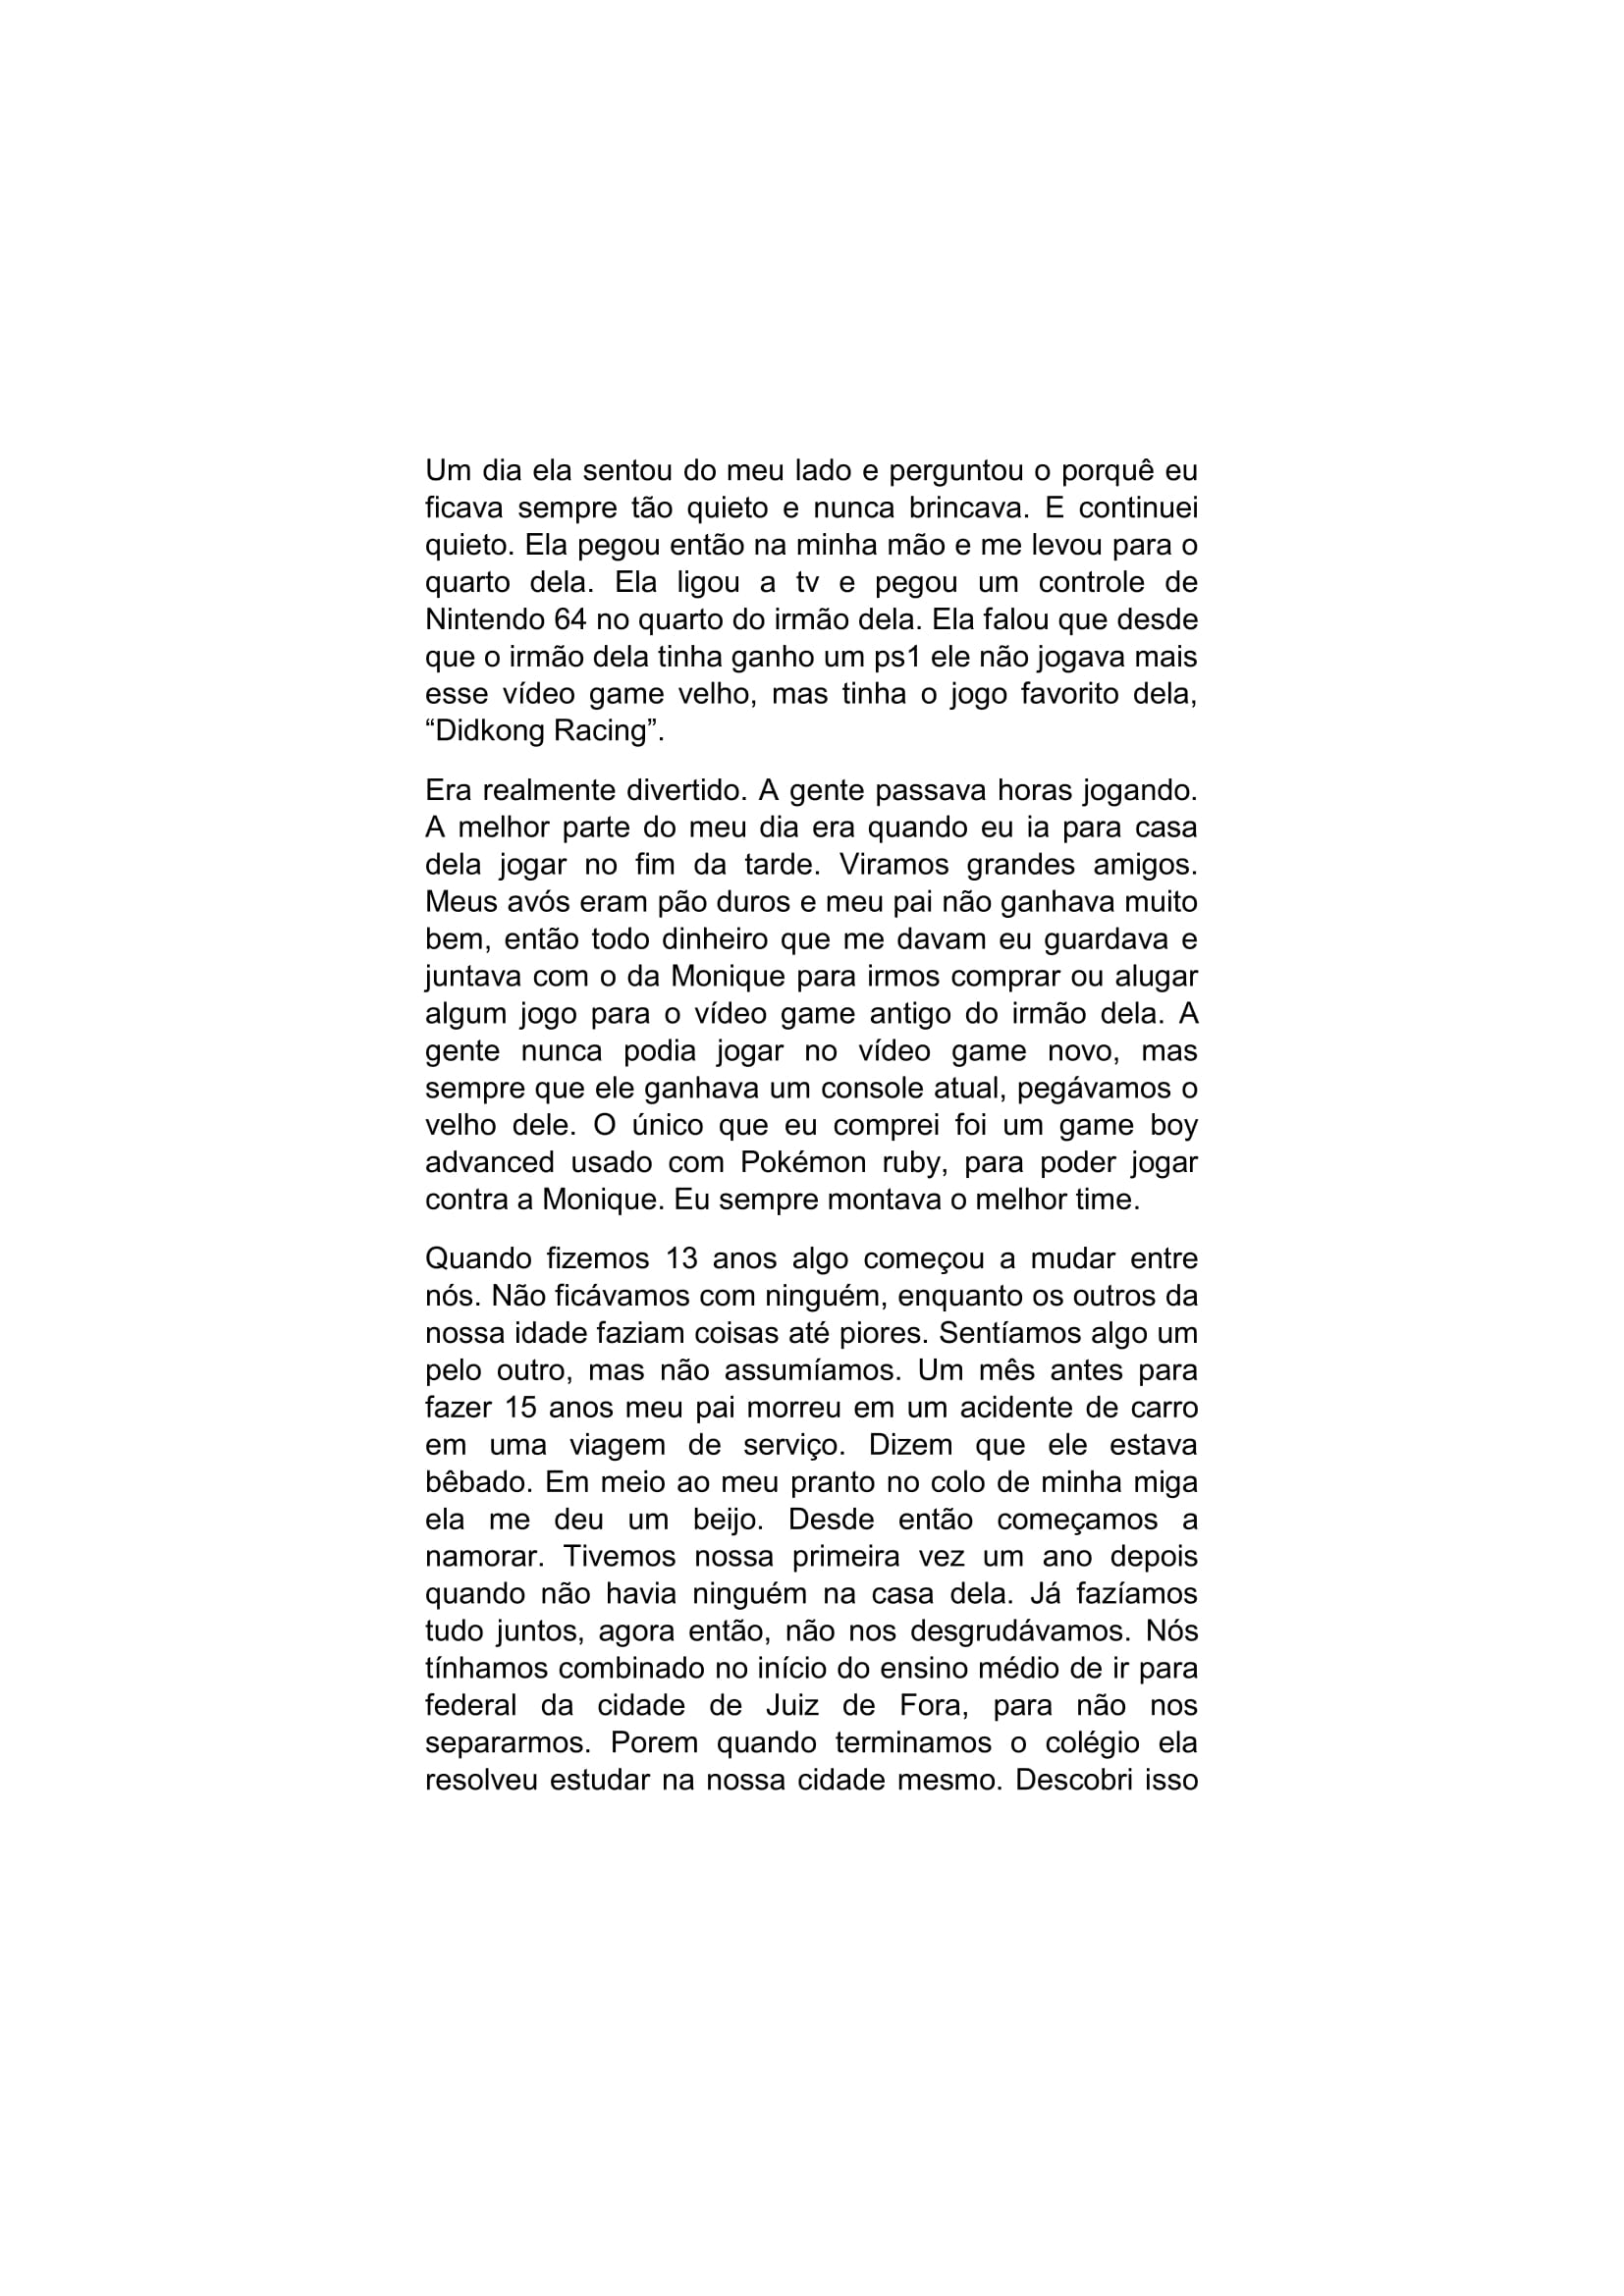 Um dia ela sentou do meu lado e perguntou o porquê eu
ficava sempre tão quieto e nunca brincava. E continuei
quieto. Ela pegou então na minha mão e me levou para o
quarto dela. Ela ligou a tv e pegou um controle de
Nintendo 64 no quarto do irmão dela. Ela falou que desde
que o irmão dela tinha ganho um ps1 ele não jogava mais
esse vídeo game velho, mas tinha o jogo favorito dela,
“Didkong Racing”.
Era realmente divertido. A gente passava horas jogando.
A melhor parte do meu dia era quando eu ia para casa
dela jogar no fim da tarde. Viramos grandes amigos.
Meus avós eram pão duros e meu pai não ganhava muito
bem, então todo dinheiro que me davam eu guardava e
juntava com o da Monique para irmos comprar ou alugar
algum jogo para o vídeo game antigo do irmão dela. A
gente nunca podia jogar no vídeo game novo, mas
sempre que ele ganhava um console atual, pegávamos o
velho dele. O único que eu comprei foi um game boy
advanced usado com Pokémon ruby, para poder jogar
contra a Monique. Eu sempre montava o melhor time.
Quando fizemos 13 anos algo começou a mudar entre
nós. Não ficávamos com ninguém, enquanto os outros da
nossa idade faziam coisas até piores. Sentíamos algo um
pelo outro, mas não assumíamos. Um mês antes para
fazer 15 anos meu pai morreu em um acidente de carro
em uma viagem de serviço. Dizem que ele estava
bêbado. Em meio ao meu pranto no colo de minha miga
ela me deu um beijo. Desde então começamos a
namorar. Tivemos nossa primeira vez um ano depois
quando não havia ninguém na casa dela. Já fazíamos
tudo juntos, agora então, não nos desgrudávamos. Nós
tínhamos combinado no início do ensino médio de ir para
federal da cidade de Juiz de Fora, para não nos
separarmos. Porem quando terminamos o colégio ela
resolveu estudar na nossa cidade mesmo. Descobri isso